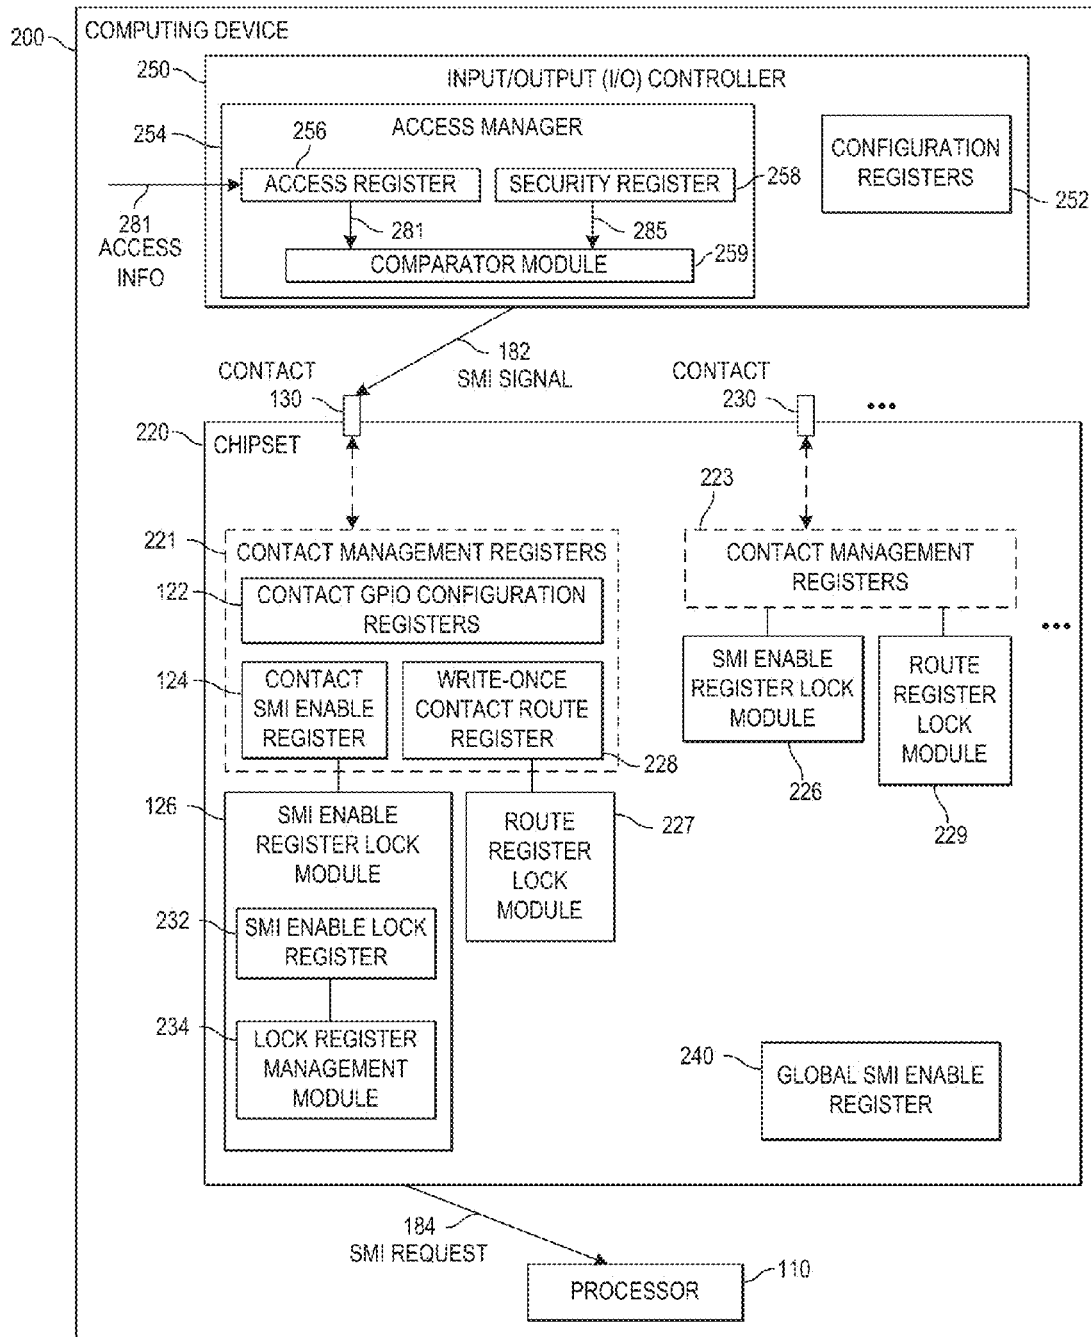 200
COMPUTING DEVICE
250
INPUT/OUTPUT (I/O) CONTROLLER
254
ACCESS MANAGER
256
ACCESS REGISTER
SECURITY REGISTER
258
CONFIGURATION
REGISTERS
252
281
ACCESS
INFO
281
285
COMPARATOR MODULE
259
182
SMI SIGNAL
CONTACT
130
CONTACT
230
•••
220
CHIPSET
221
CONTACT MANAGEMENT REGISTERS
122
CONTACT GPIO CONFIGURATION
REGISTERS
124
CONTACT
SMI ENABLE
REGISTER
WRITE-ONCE
CONTACT ROUTE
REGISTER
228
223
CONTACT MANAGEMENT
REGISTERS
•••
SMI ENABLE
REGISTER LOCK
MODULE
226
ROUTE
REGISTER
LOCK
MODULE
229
126
SMI ENABLE
REGISTER LOCK
MODULE
ROUTE
REGISTER
LOCK
MODULE
227
232
SMI ENABLE LOCK
REGISTER
234
LOCK REGISTER
MANAGEMENT
MODULE
240
GLOBAL SMI ENABLE
REGISTER
184
SMI REQUEST
PROCESSOR
110